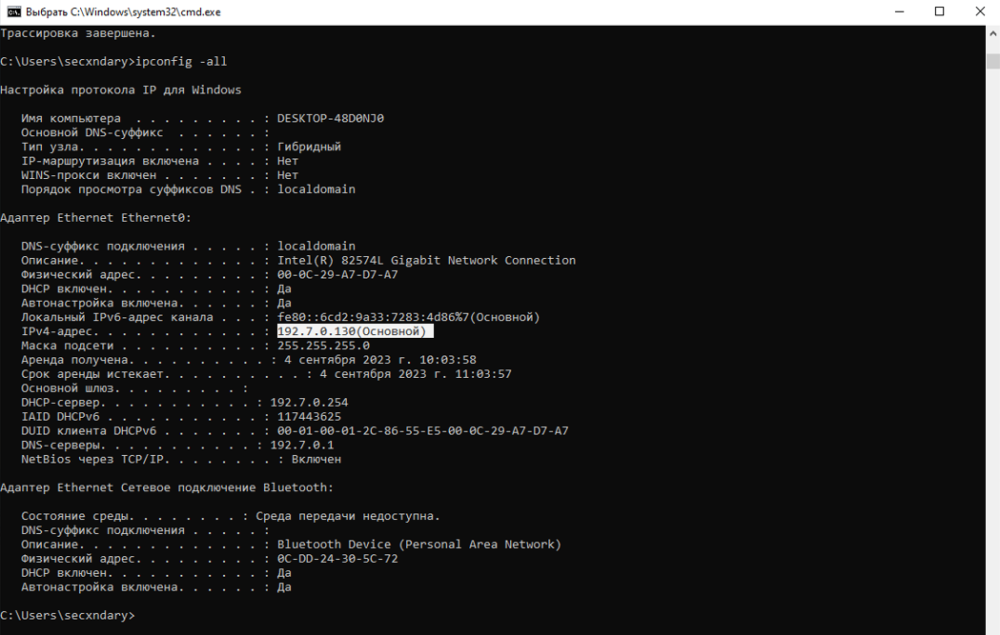 Выбрать C:\Windows\system32\cmd.exe
Трассировка завершена.
C:\Users\secxndary>ipconfig -all
Настройка протокола IP для Windows
Имя компьютера . . . . . . . . . : DESKTOP-48D0NJ0
Основной DNS-суффикс . . . . . . :
Тип узла. . . . . . . . . . . . . : Гибридный
IP-маршрутизация включена . . . . : Нет
WINS-прокси включен . . . . . . . : Нет
Порядок просмотра суффиксов DNS . : localdomain
Адаптер Ethernet Ethernet0:
DNS-суффикс подключения . . . . . : localdomain
Описание. . . . . . . . . . . . . : Intel(R) 82574L Gigabit Network Connection
Физический адрес. . . . . . . . . : 00-0C-29-A7-D7-A7
DHCP включен. . . . . . . . . . . : Да
Автонастройка включена. . . . . . : Да
Локальный IPv6-адрес канала . . . : fe80::6cd2:9a33:7283:4d86%7(Основной)
IPv4-адрес. . . . . . . . . . . . : 192.7.0.130(Основной)
Маска подсети . . . . . . . . . . : 255.255.255.0
Аренда получена. . . . . . . . . . : 4 сентября 2023 г. 10:03:58
Срок аренды истекает. . . . . . . . . . : 4 сентября 2023 г. 11:03:57
Основной шлюз. . . . . . . . . :
DHCP-сервер. . . . . . . . . . . : 192.7.0.254
IAID DHCPv6 . . . . . . . . . . . : 117443625
DUID клиента DHCPv6 . . . . . . . : 00-01-00-01-2C-86-55-E5-00-0C-29-A7-D7-A7
DNS-серверы. . . . . . . . . . . : 192.7.0.1
NetBios через TCP/IP. . . . . . . . : Включен
Адаптер Ethernet Сетевое подключение Bluetooth:
Состояние среды. . . . . . . . : Среда передачи недоступна.
DNS-суффикс подключения . . . . . :
Описание. . . . . . . . . . . . . : Bluetooth Device (Personal Area Network)
Физический адрес. . . . . . . . . : 0C-DD-24-30-5C-72
DHCP включен. . . . . . . . . . . : Да
Автонастройка включена. . . . . . : Да
C:\Users\secxndary>